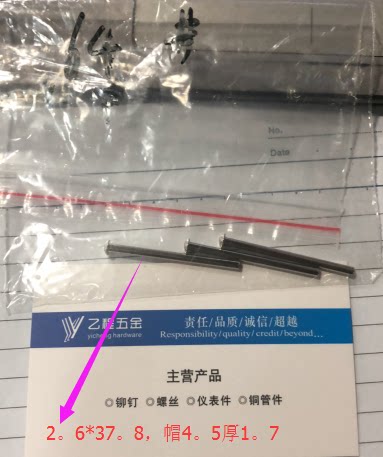 No.
Date
乙程五金
yicheng hardware
责任/品质/诚信/超越
Responsibility/quality/credit/beyond...
主营产品
◎铆钉 ◎螺丝 ◎仪表件 ◎铜管件
2。6*37。8，帽4。5厚1。7